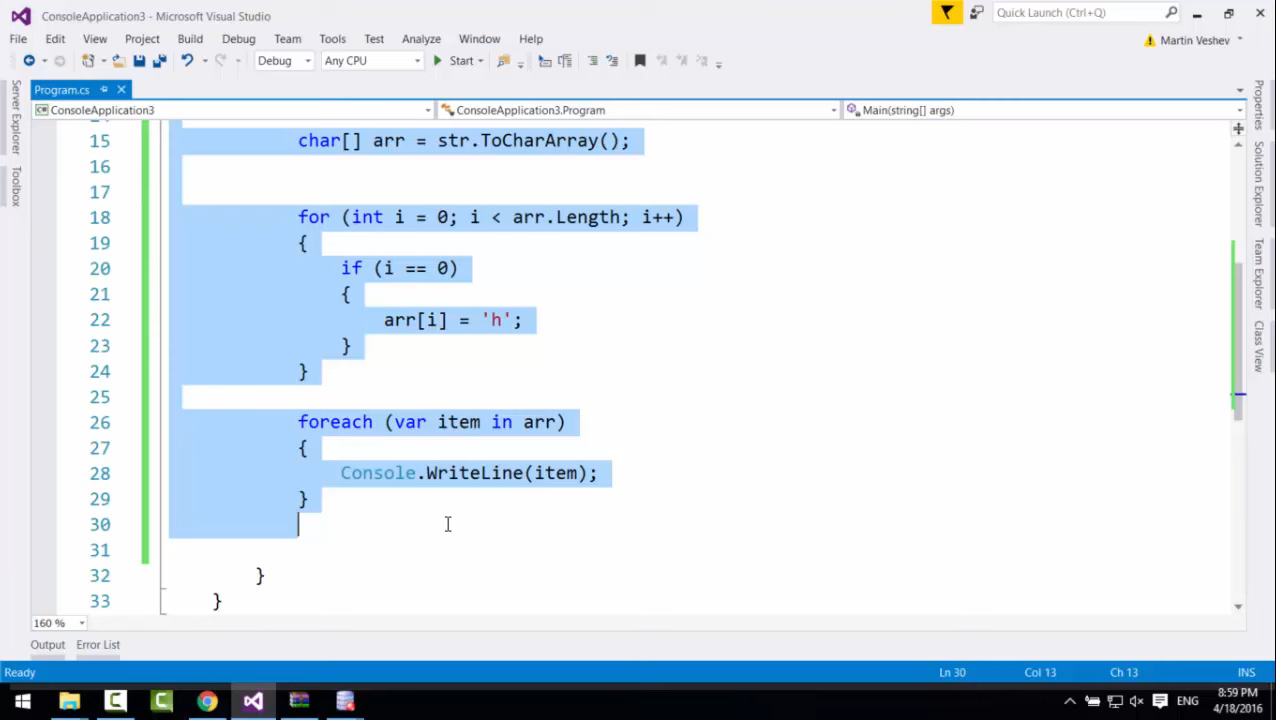 ConsoleApplication3 - Microsoft Visual Studio
Quick Launch (Ctrl+Q)
File Edit View Project Build Debug Team Tools Test Analyze Window Help
Martin Veshev
Debug Any CPU Start
Program.cs
ConsoleApplication3 ConsoleApplication3.Program Main(string[] args)
Server Explorer
Toolbox
15 char[] arr = str.ToCharArray();
16
17
18 for (int i = 0; i < arr.Length; i++)
19 {
20 if (i == 0)
21 {
22 arr[i] = 'h';
23 }
24 }
25
26 foreach (var item in arr)
27 {
28 Console.WriteLine(item);
29 }
30
31
32 }
33 }
Properties
Solution Explorer
Team Explorer
Class View
160 %
Output Error List
Ready Ln 30 Col 13 Ch 13 INS
ENG
8:59 PM
4/18/2016